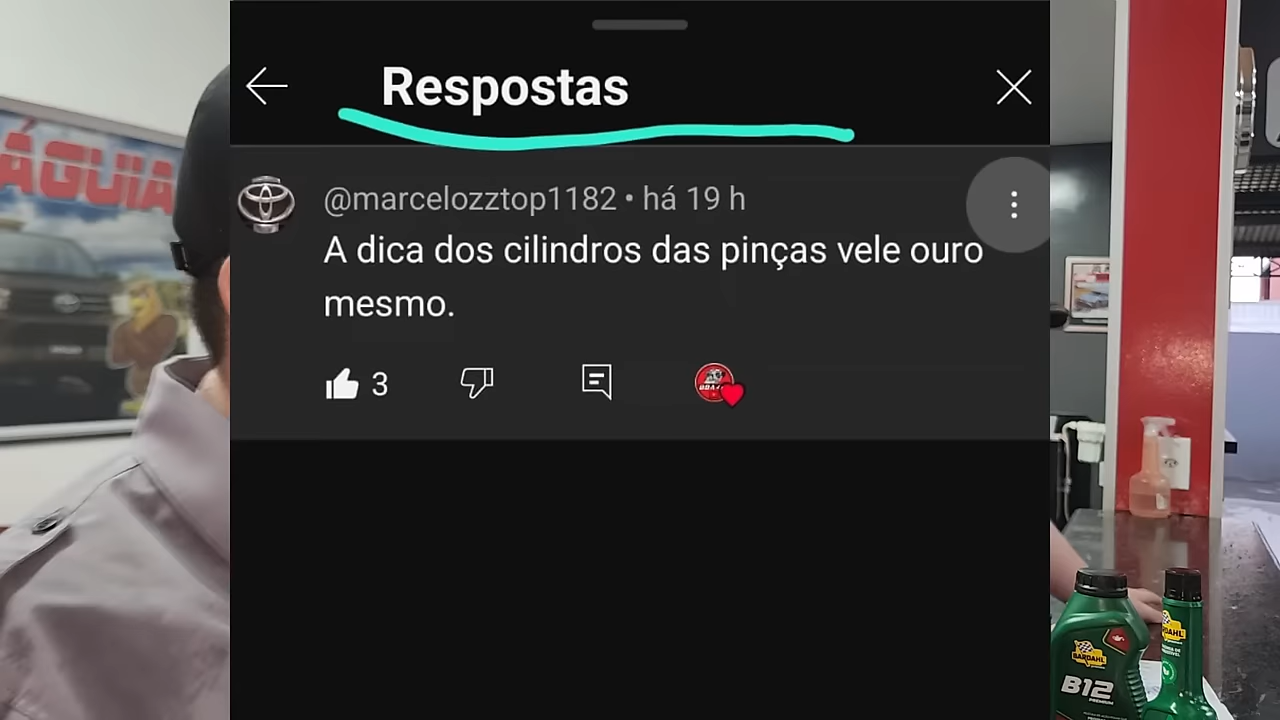 Respostas
@marcelozztop1182 • há 19 h
A dica dos cilindros das pinças vele ouro
mesmo.
3
ÁGUIA
BARDAHL
B12
PREMIUM